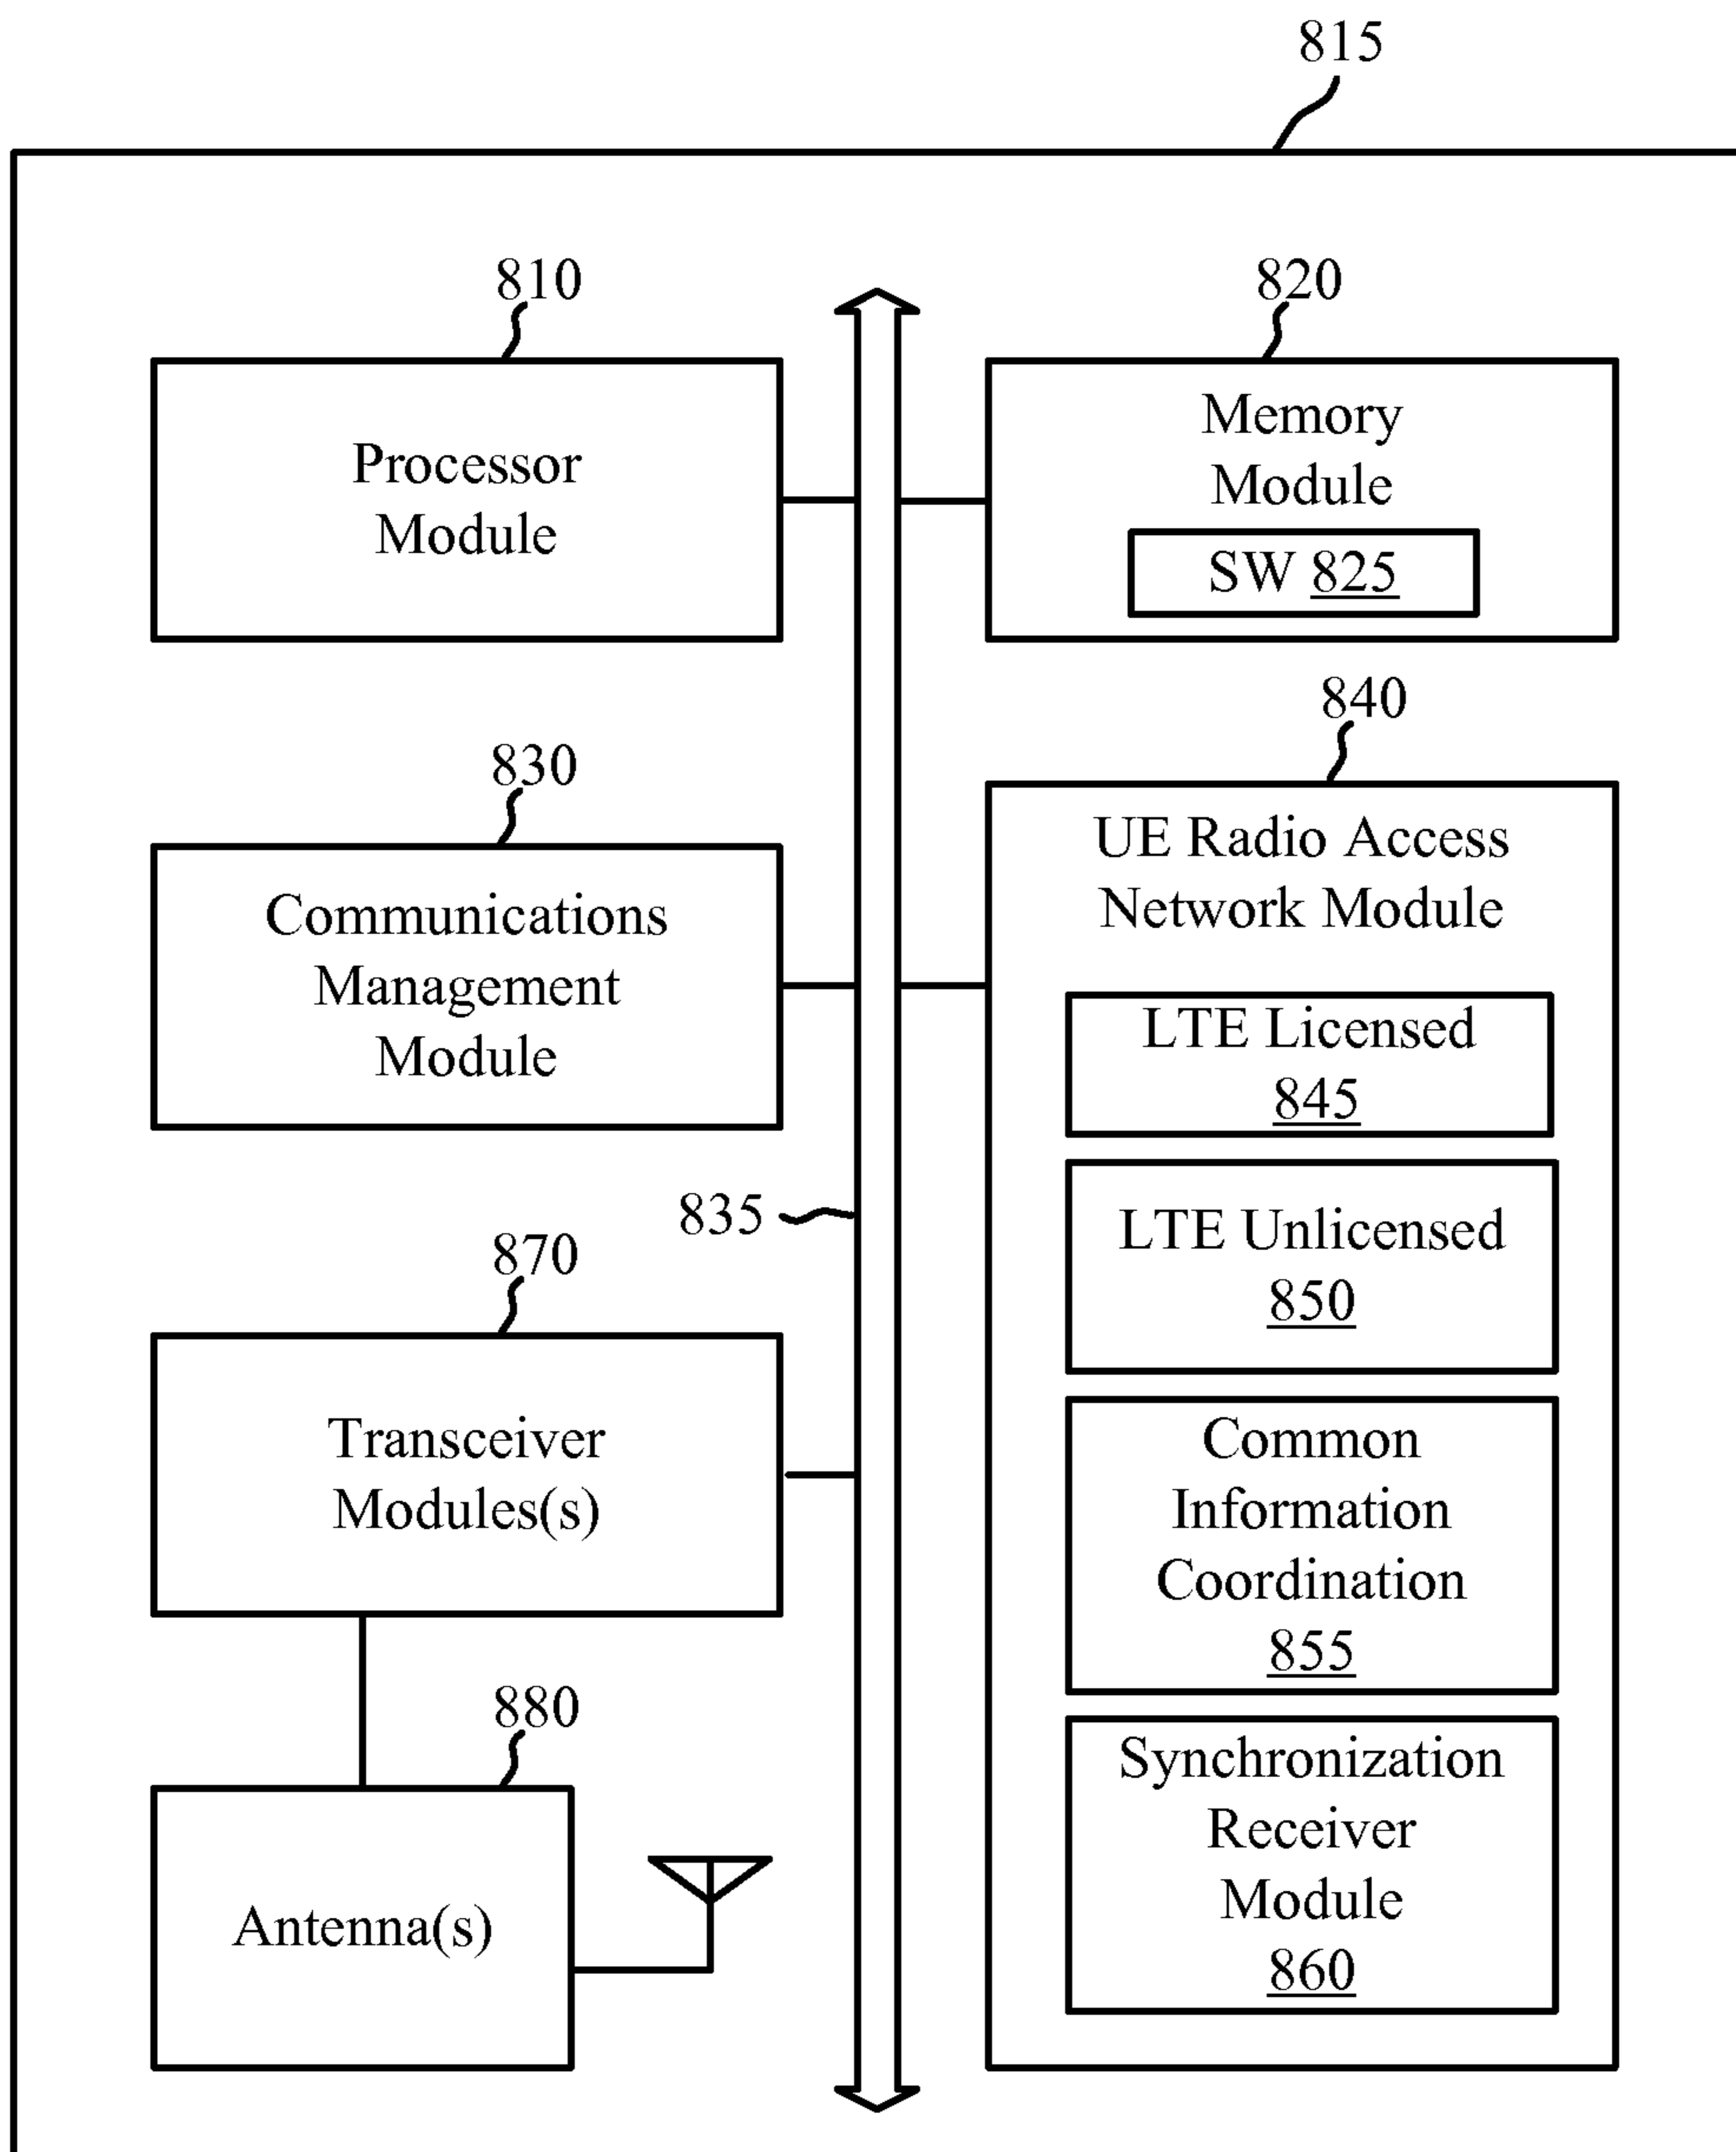 815
810
Processor
Module
820
Memory
Module
SW 825
830
Communications
Management
Module
835
840
UE Radio Access
Network Module
LTE Licensed
845
LTE Unlicensed
850
Common
Information
Coordination
855
Synchronization
Receiver
Module
860
870
Transceiver
Modules(s)
880
Antenna(s)